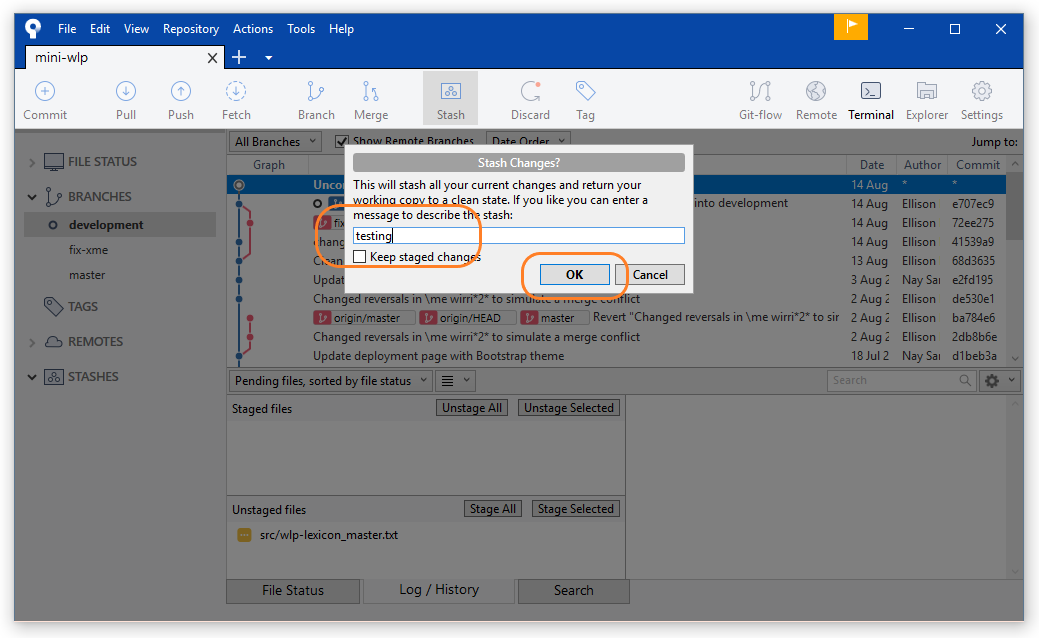 File Edit View Repository Actions Tools Help
mini-wlp
Commit Pull Push Fetch Branch Merge Stash Discard Tag Git-flow Remote Terminal Explorer Settings
All Branches Show Remote Branches Date Order Jump to:
Graph Date Author Commit
FILE STATUS
BRANCHES
development
fix-xme
master
TAGS
REMOTES
STASHES
Stash Changes?
This will stash all your current changes and return your
working copy to a clean state. If you like you can enter a
message to describe the stash:
testing
Keep staged changes
OK Cancel
14 Aug * *
into development 14 Aug Ellison e707ec9
fix 14 Aug Ellison 72ee275
chang 14 Aug Ellison 41539a9
Clean 13 Aug Ellison 68d3635
Updat 3 Aug 2 Nay Sar e2fd195
Changed reversals in \me wirri*2* to simulate a merge conflict 2 Aug 2 Ellison de530e1
origin/master origin/HEAD master Revert "Changed reversals in \me wirri*2* to sir 2 Aug 2 Ellison ba784e6
Changed reversals in \me wirri*2* to simulate a merge conflict 2 Aug 2 Ellison 2db8b6e
Update deployment page with Bootstrap theme 18 Jul 2 Nay Sar d1beb3a
Pending files, sorted by file status Search
Staged files Unstage All Unstage Selected
Unstaged files Stage All Stage Selected
src/wlp-lexicon_master.txt
File Status Log / History Search